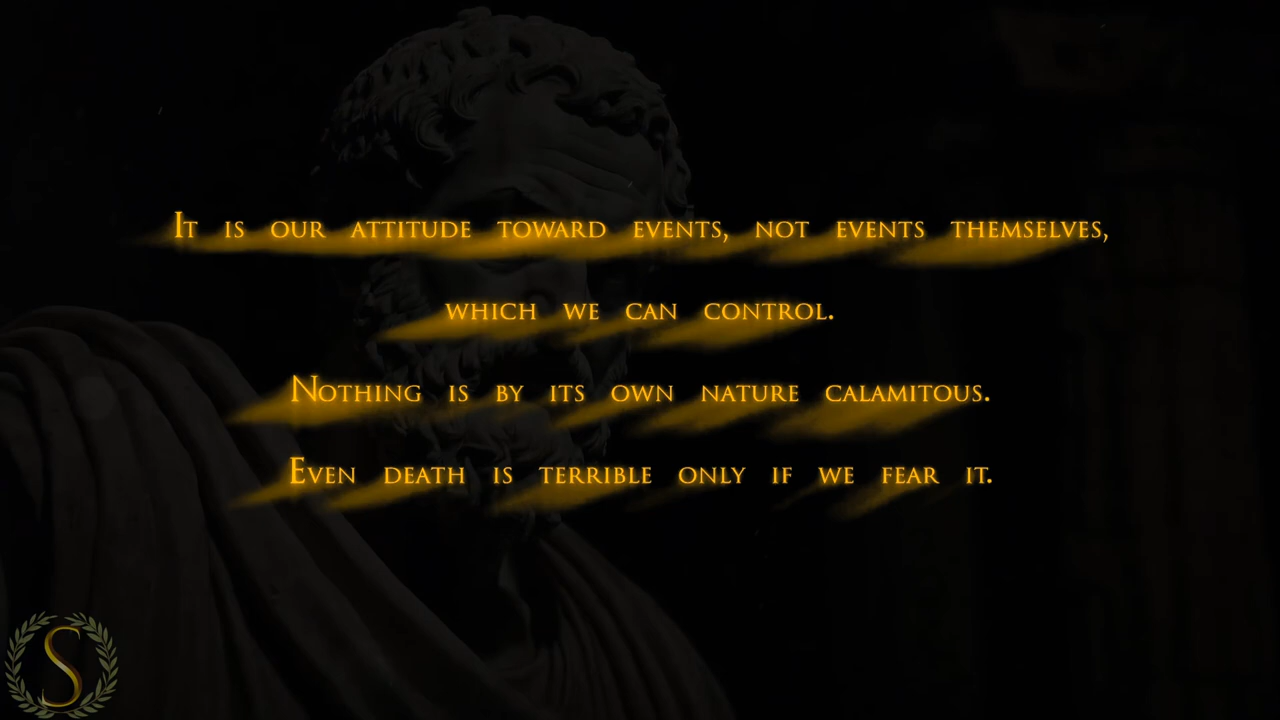 It is our attitude toward events, not events themselves,
which we can control.
Nothing is by its own nature calamitous.
Even death is terrible only if we fear it.
S